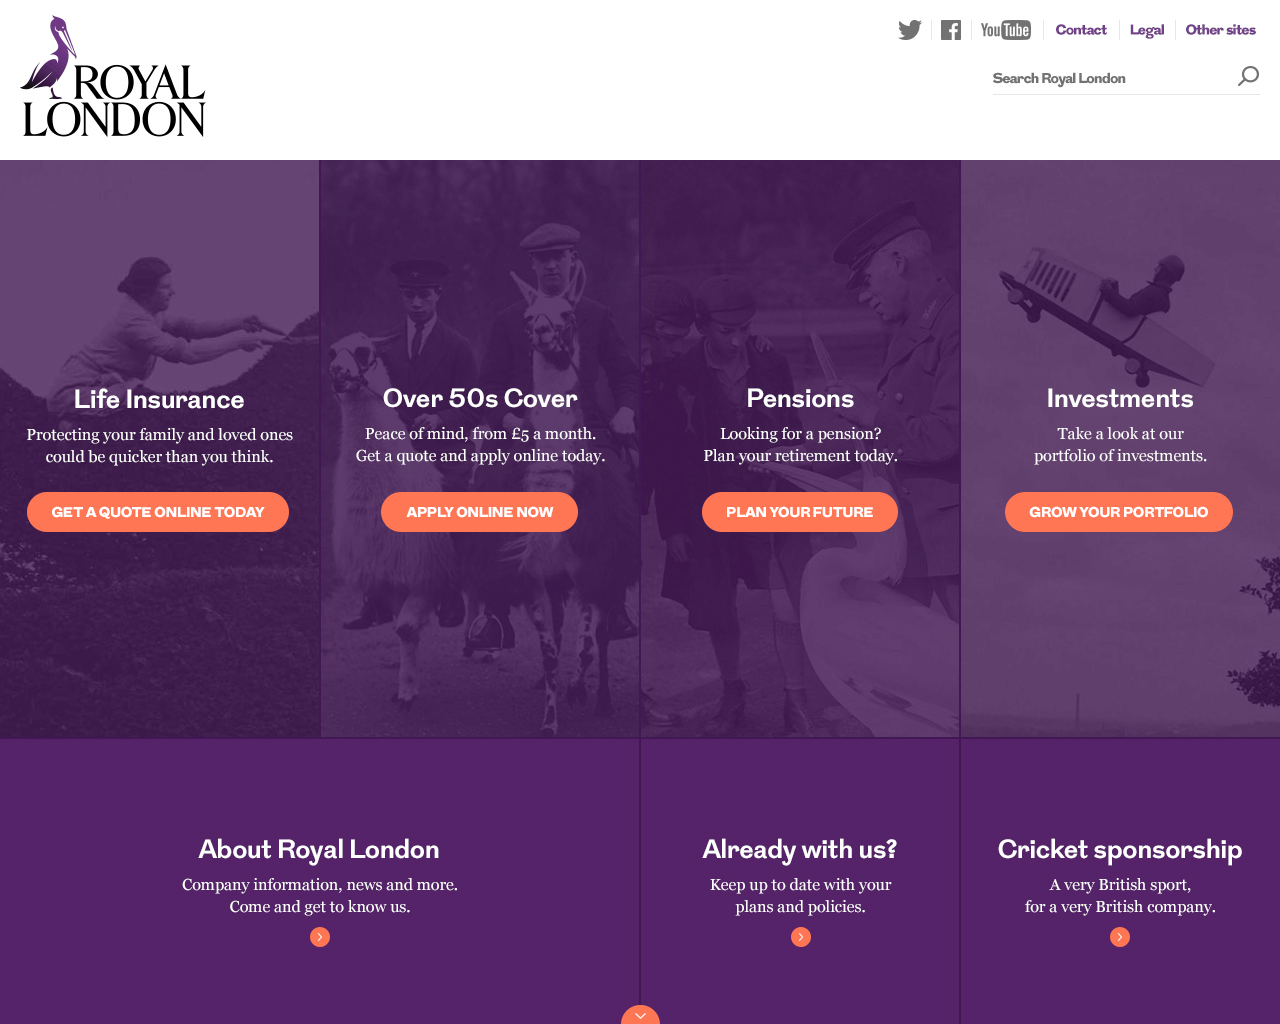 ROYAL
LONDON
YouTube
Contact
Legal
Other sites
Search Royal London
Life Insurance
Protecting your family and loved ones
could be quicker than you think.
GET A QUOTE ONLINE TODAY
Over 50s Cover
Peace of mind, from £5 a month.
Get a quote and apply online today.
APPLY ONLINE NOW
Pensions
Looking for a pension?
Plan your retirement today.
PLAN YOUR FUTURE
Investments
Take a look at our
portfolio of investments.
GROW YOUR PORTFOLIO
About Royal London
Company information, news and more.
Come and get to know us.
Already with us?
Keep up to date with your
plans and policies.
Cricket sponsorship
A very British sport,
for a very British company.